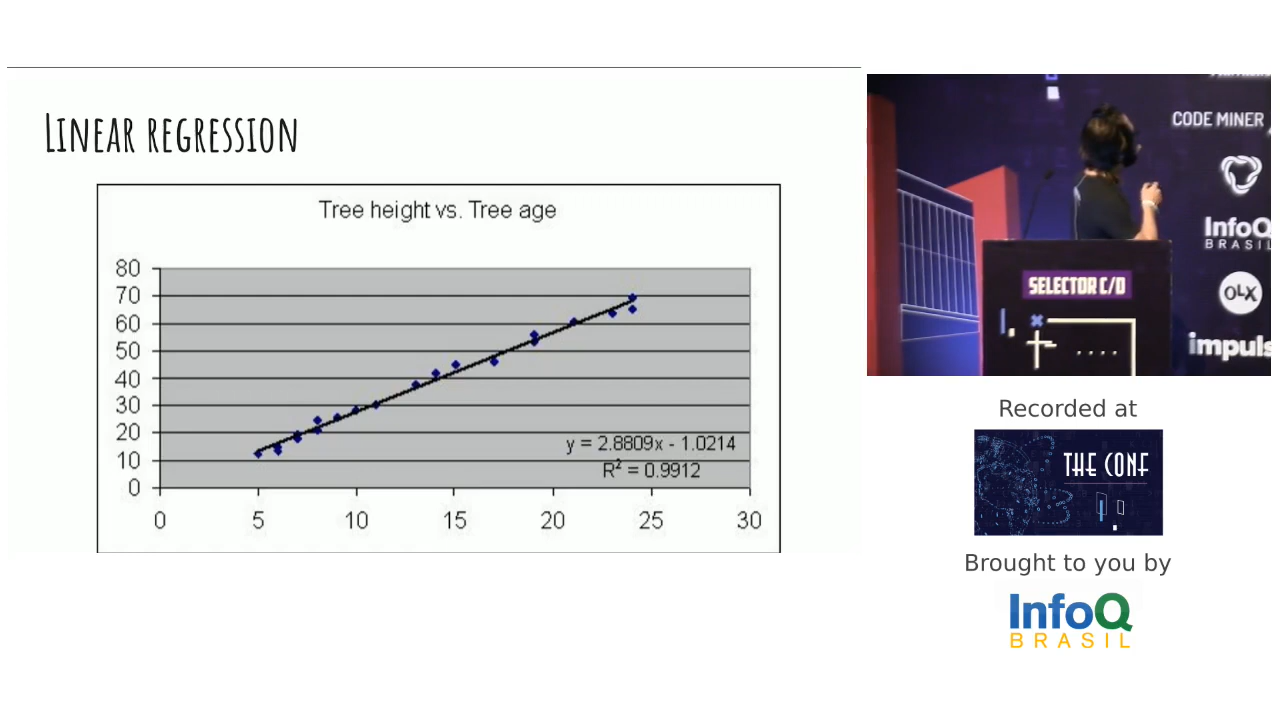 Linear regression
Tree height vs. Tree age
80
70
60
50
40
30
20
10
0
y = 2.8809x - 1.0214
R² = 0.9912
0 5 10 15 20 25 30
CODE MINER
InfoQ
BRASIL
OLX
impuls
SELECTOR C/D
Recorded at
THE CONF
Brought to you by
InfoQ
BRASIL